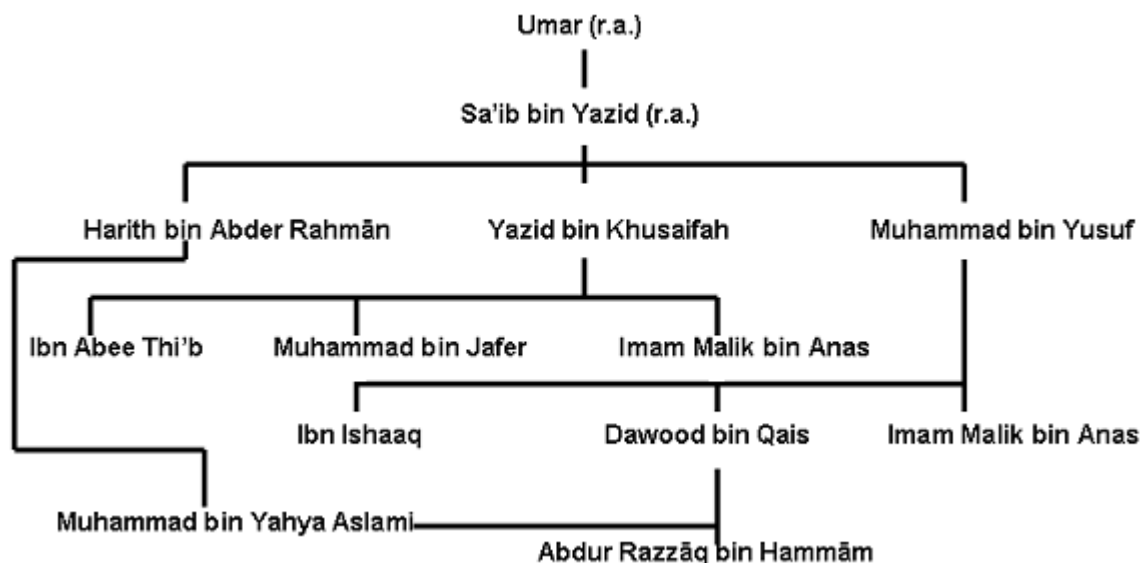 Umar (r.a.)
Sa'ib bin Yazid (r.a.)
Harith bin Abder Rahmān
Yazid bin Khusaifah
Muhammad bin Yusuf
Ibn Abee Thi'b
Muhammad bin Jafer
Imam Malik bin Anas
Ibn Ishaaq
Dawood bin Qais
Imam Malik bin Anas
Muhammad bin Yahya Aslami
Abdur Razzāq bin Hammām